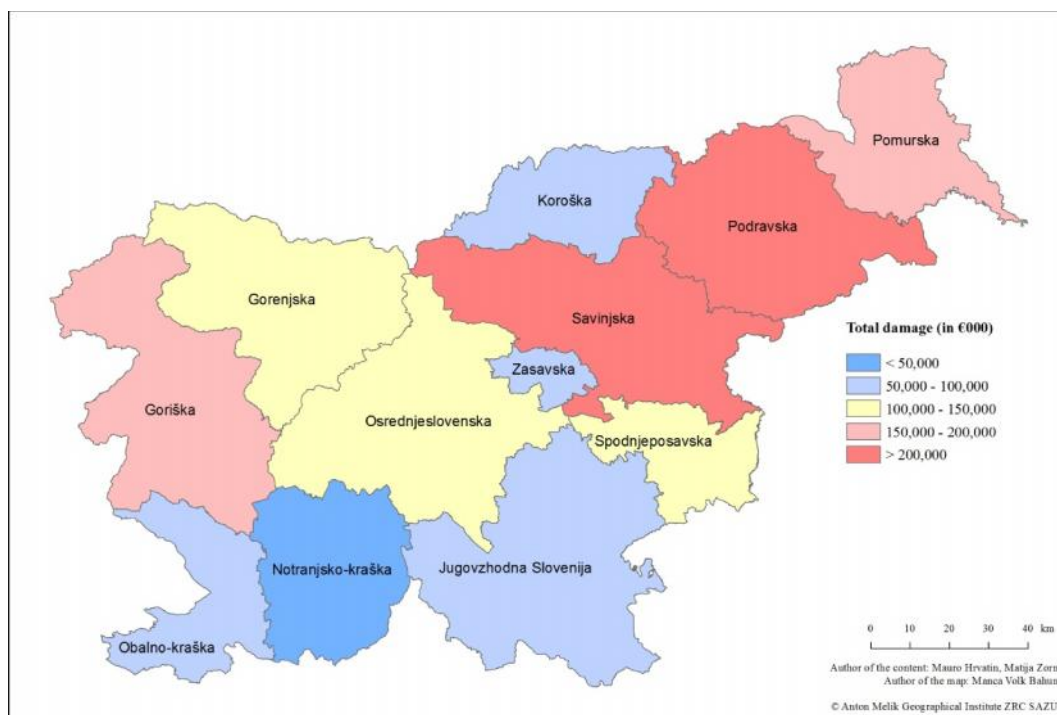 Pomurska
Koroška
Podravska
Gorenjska
Savinjska
Total damage (in €000)
< 50,000
50,000 - 100,000
100,000 - 150,000
150,000 - 200,000
> 200,000
Zasavska
Goriška
Osrednjeslovenska
Spodnjeposavska
Notranjsko-kraška
Jugovzhodna Slovenija
Obalno-kraška
0 10 20 30 40 km
Author of the content: Mauro Hrvatin, Matija Zorn
Author of the map: Manca Volk Bahun
© Anton Melik Geographical Institute ZRC SAZU